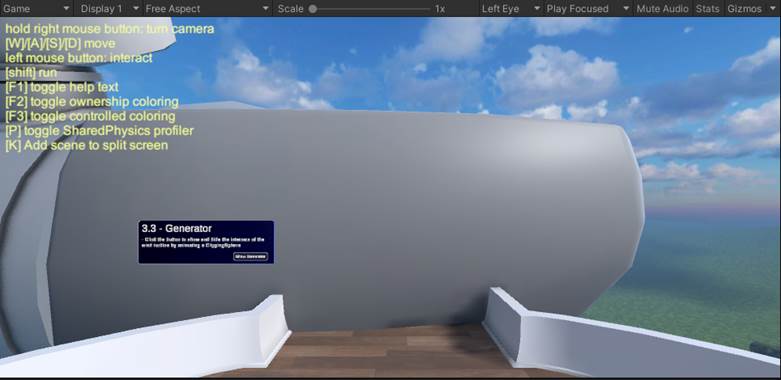 Game Display 1 Free Aspect Scale 1x Left Eye Play Focused Mute Audio Stats Gizmos
hold right mouse button: turn camera
[W]/[A]/[S]/[D] move
left mouse button: interact
[shift] run
[F1] toggle help text
[F2] toggle ownership coloring
[F3] toggle controlled coloring
[P] toggle SharedPhysics profiler
[K] Add scene to split screen
3.3 - Generator
- Click the button to show and hide the internals of the
wind turbine by animating a ClippingSphere
Show Generator